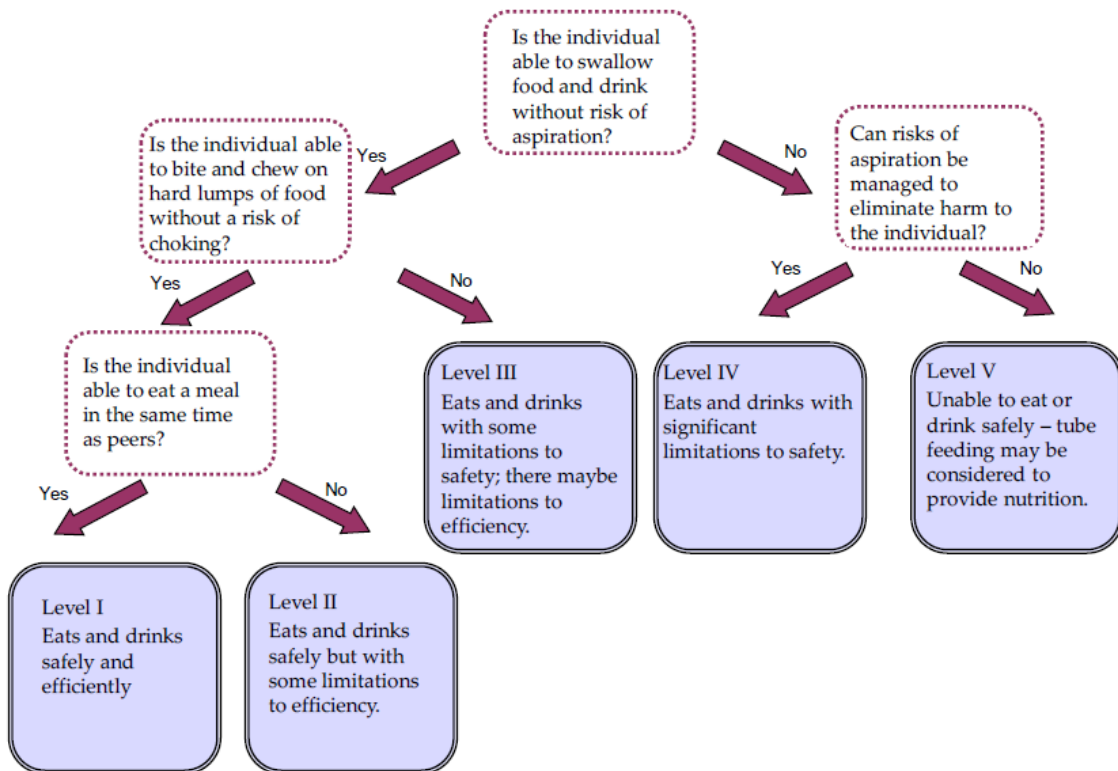 Is the individual
able to swallow
food and drink
without risk of
aspiration?
Yes
No
Is the individual able
to bite and chew on
hard lumps of food
without a risk of
choking?
Can risks of
aspiration be
managed to
eliminate harm to
the individual?
Yes
No
Yes
No
Is the individual
able to eat a meal
in the same time
as peers?
Level III
Eats and drinks
with some
limitations to
safety; there maybe
limitations to
efficiency.
Level IV
Eats and drinks with
significant
limitations to safety.
Level V
Unable to eat or
drink safely – tube
feeding may be
considered to
provide nutrition.
Yes
No
Level I
Eats and drinks
safely and
efficiently
Level II
Eats and drinks
safely but with
some limitations
to efficiency.